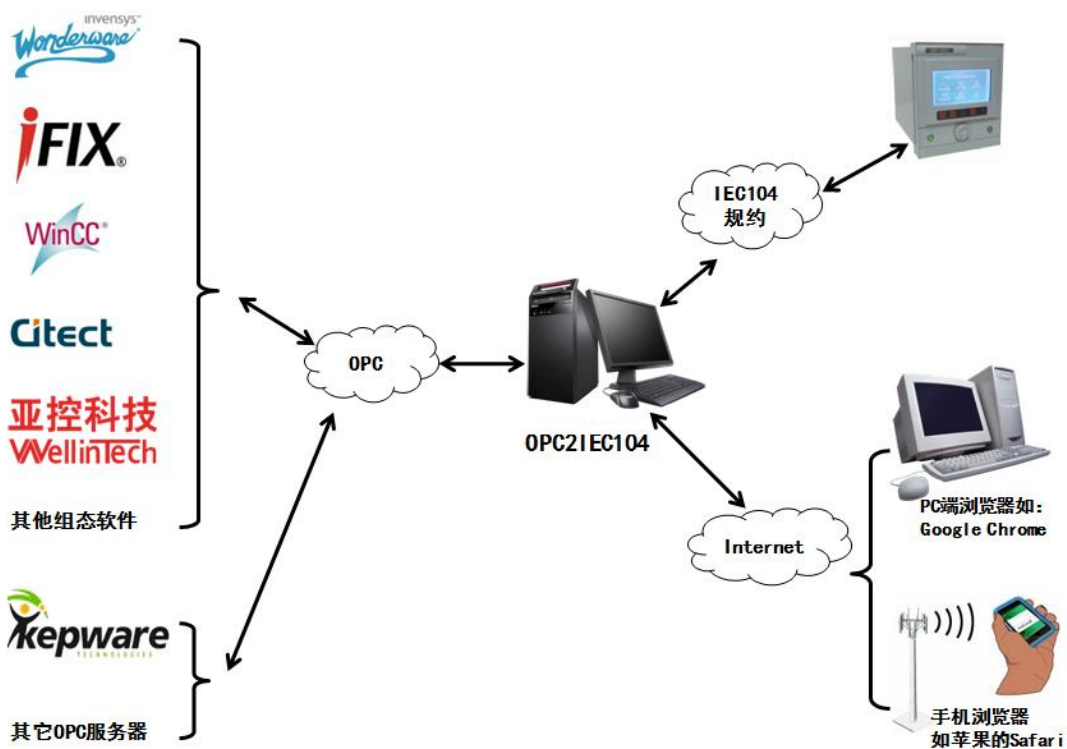 invensys
Wonderware
iFIX®
WinCC
Citect
亚控科技
WellinTech
其他组态软件
kepware
TECHNOLOGIES
其它OPC服务器
OPC
OPC2IEC104
IEC104
规约
Internet
PC端浏览器如:
Google Chrome
手机浏览器
如苹果的Safari